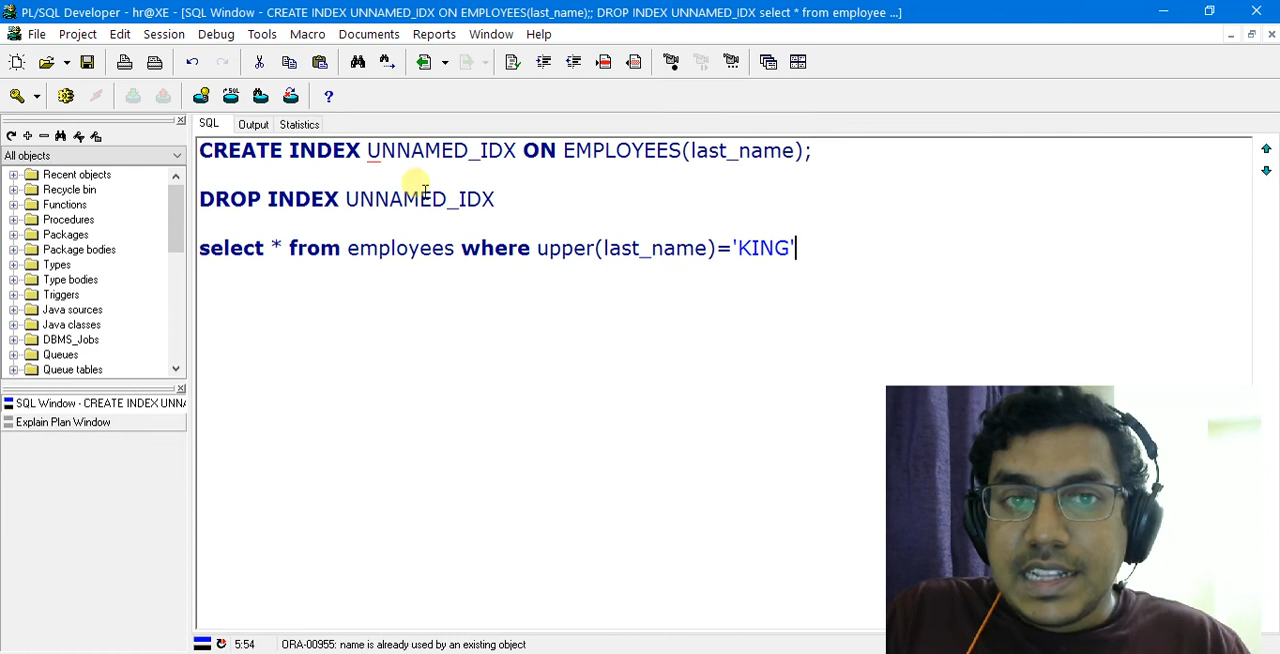 PL/SQL Developer - hr@XE - [SQL Window - CREATE INDEX UNNAMED_IDX ON EMPLOYEES(last_name);; DROP INDEX UNNAMED_IDX select * from employee ...]
File Project Edit Session Debug Tools Macro Documents Reports Window Help
SQL Output Statistics
All objects
Recent objects
Recycle bin
Functions
Procedures
Packages
Package bodies
Types
Type bodies
Triggers
Java sources
Java classes
DBMS_Jobs
Queues
Queue tables
SQL Window - CREATE INDEX UNNA
Explain Plan Window
CREATE INDEX UNNAMED_IDX ON EMPLOYEES(last_name);
DROP INDEX UNNAMED_IDX
select * from employees where upper(last_name)='KING'
5:54 ORA-00955: name is already used by an existing object